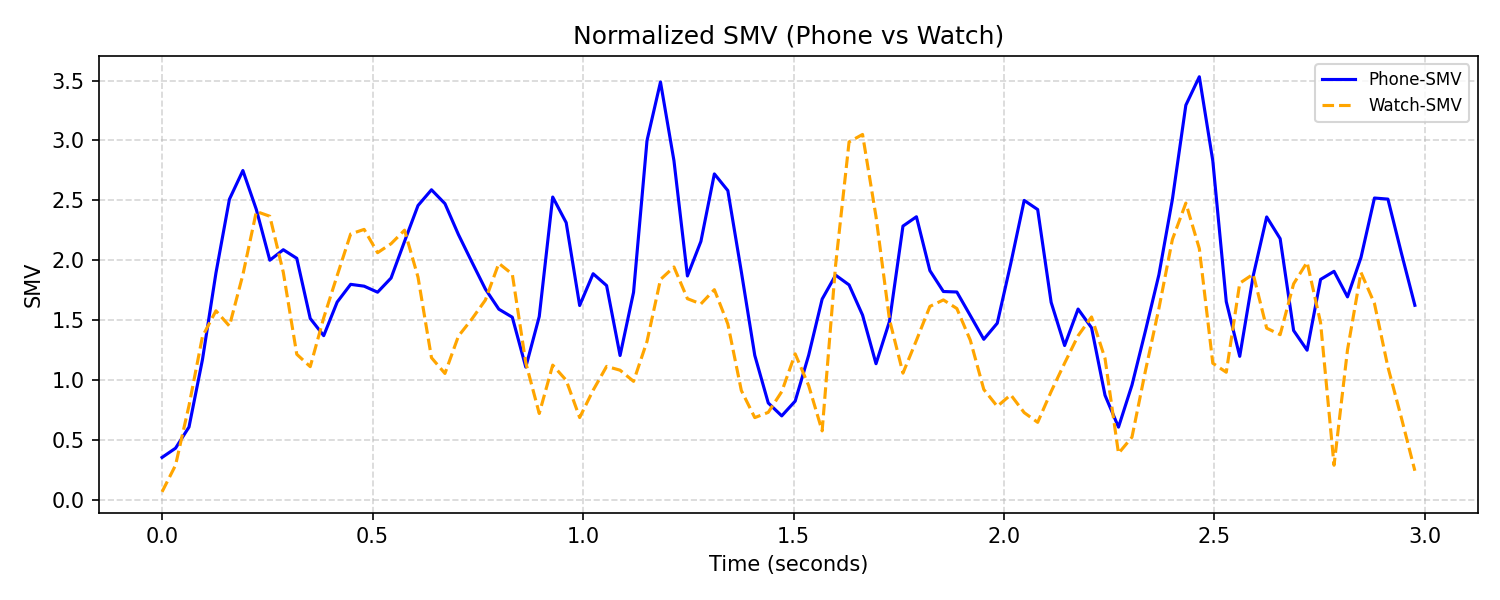 Normalized SMV (Phone vs Watch)
3.5
3.0
2.5
2.0
1.5
1.0
0.5
0.0
SMV
Phone-SMV
Watch-SMV
0.0 0.5 1.0 1.5 2.0 2.5 3.0
Time (seconds)